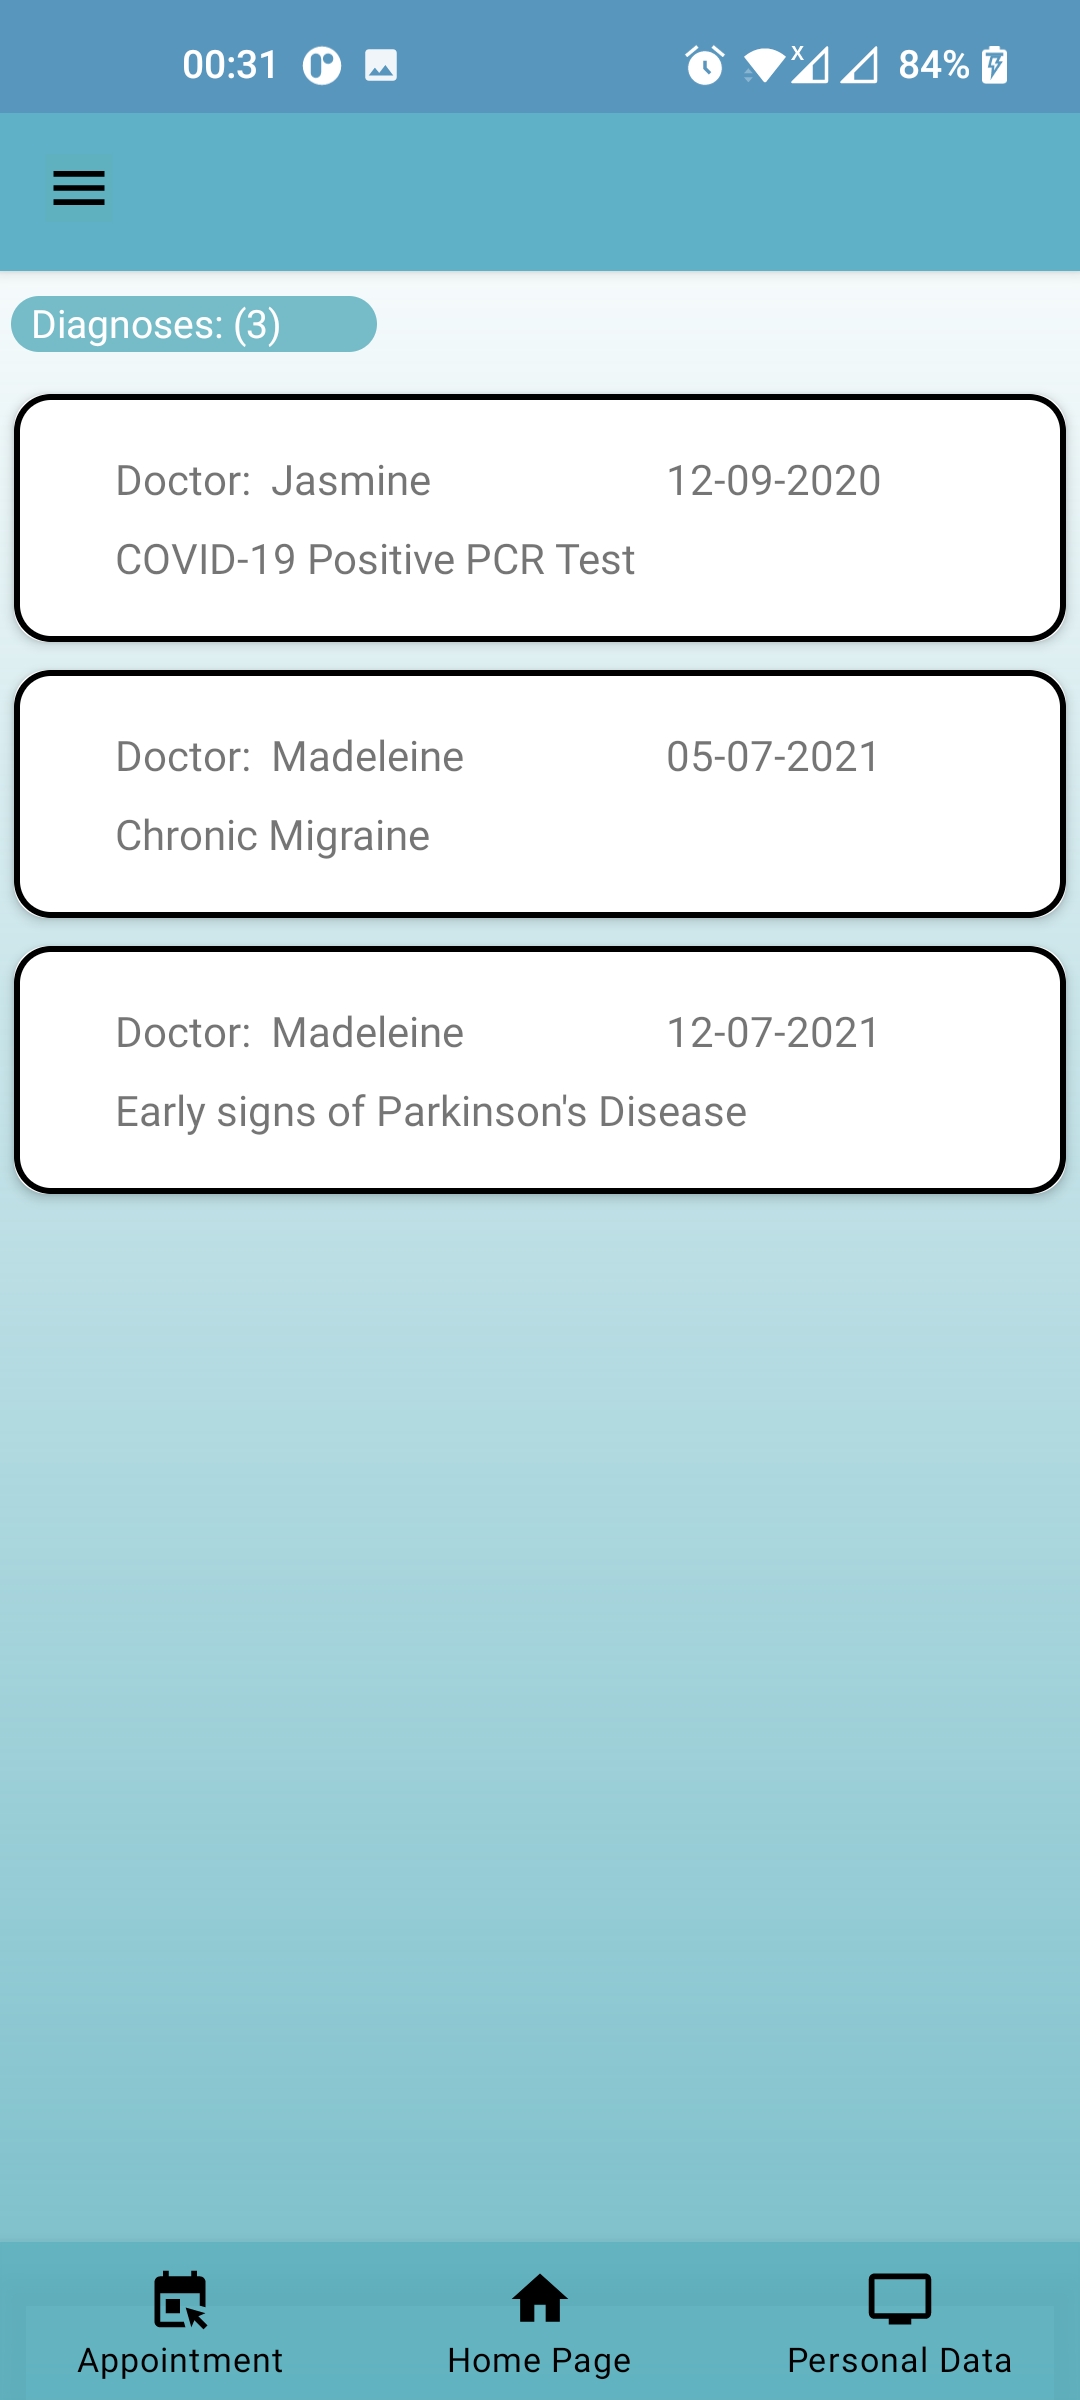 00:31
x
84%
Diagnoses: (3)
Doctor: Jasmine 12-09-2020
COVID-19 Positive PCR Test
Doctor: Madeleine 05-07-2021
Chronic Migraine
Doctor: Madeleine 12-07-2021
Early signs of Parkinson's Disease
Appointment Home Page Personal Data